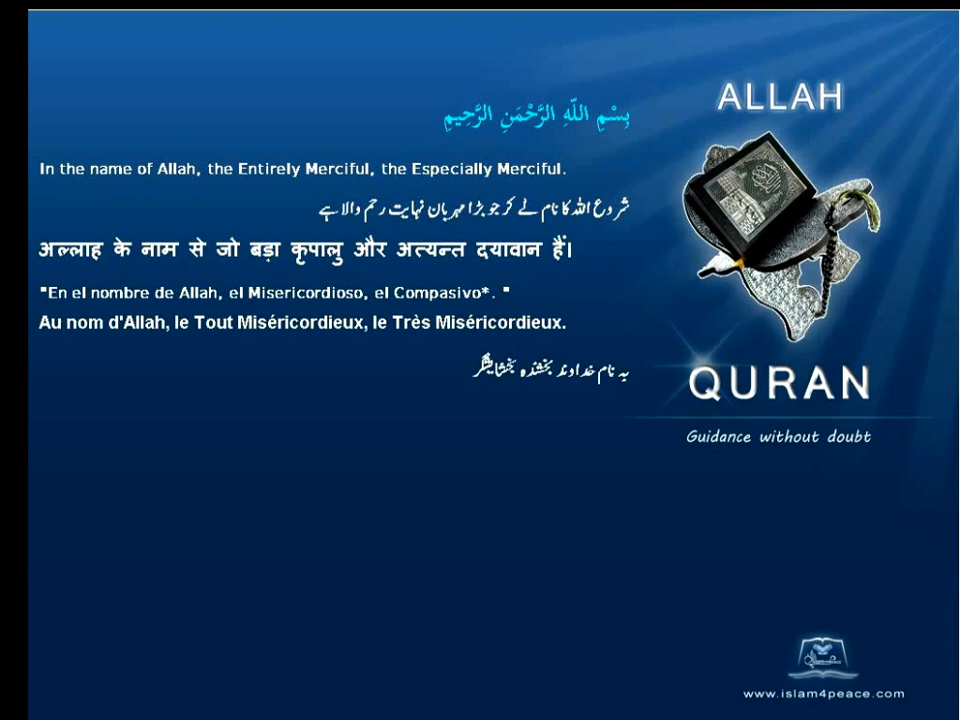 بِسْمِ اللّهِ الرَّحْمَنِ الرَّحِيمِ
In the name of Allah, the Entirely Merciful, the Especially Merciful.
شروع الله کا نام لے کر جو بڑا مہربان نہایت رحم والا ہے
अल्लाह के नाम से जो बड़ा कृपालु और अत्यन्त दयावान हैं।
"En el nombre de Allah, el Misericordioso, el Compasivo*. "
Au nom d'Allah, le Tout Miséricordieux, le Très Miséricordieux.
به نام خداوند بخشنده بخشایشگر
ALLAH
QURAN
Guidance without doubt
www.islam4peace.com